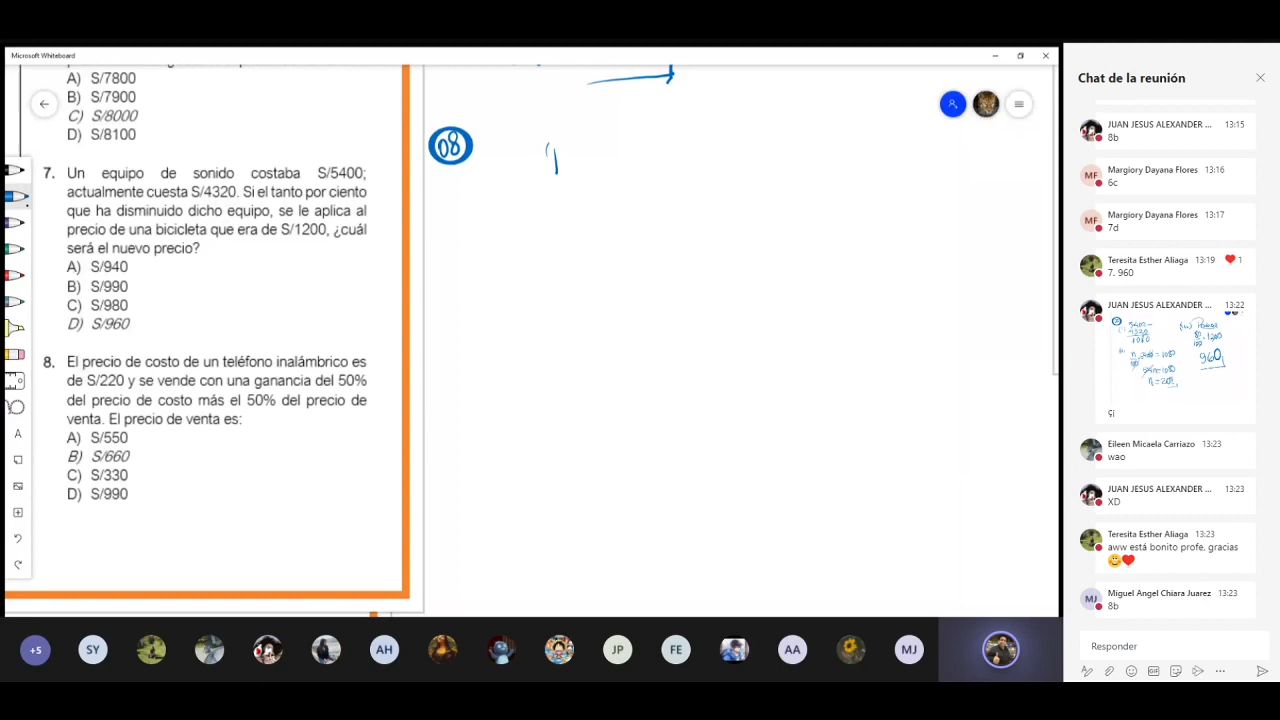 Microsoft Whiteboard
A) S/7800
B) S/7900
C) S/8000
D) S/8100
7. Un equipo de sonido costaba S/5400;
actualmente cuesta S/4320. Si el tanto por ciento
que ha disminuido dicho equipo, se le aplica al
precio de una bicicleta que era de S/1200, ¿cuál
será el nuevo precio?
A) S/940
B) S/990
C) S/980
D) S/960
8. El precio de costo de un teléfono inalámbrico es
de S/220 y se vende con una ganancia del 50%
del precio de costo más el 50% del precio de
venta. El precio de venta es:
A) S/550
B) S/660
C) S/330
D) S/990
08
A
Chat de la reunión
JUAN JESUS ALEXANDER ... 13:15
8b
MF Margiory Dayana Flores 13:16
6c
MF Margiory Dayana Flores 13:17
7d
Teresita Esther Aliaga 13:19 1
7. 960
JUAN JESUS ALEXANDER ... 13:22
960
Eileen Micaela Carriazo 13:23
wao
JUAN JESUS ALEXANDER ... 13:23
XD
Teresita Esther Aliaga 13:23
aww está bonito profe, gracias
MJ Miguel Angel Chiara Juarez 13:23
8b
Responder
GIF
+5 SY AH JP FE AA MJ